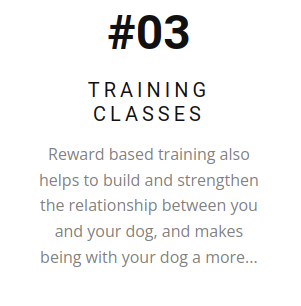 #03
TRAINING
CLASSES
Reward based training also
helps to build and strengthen
the relationship between you
and your dog, and makes
being with your dog a more...